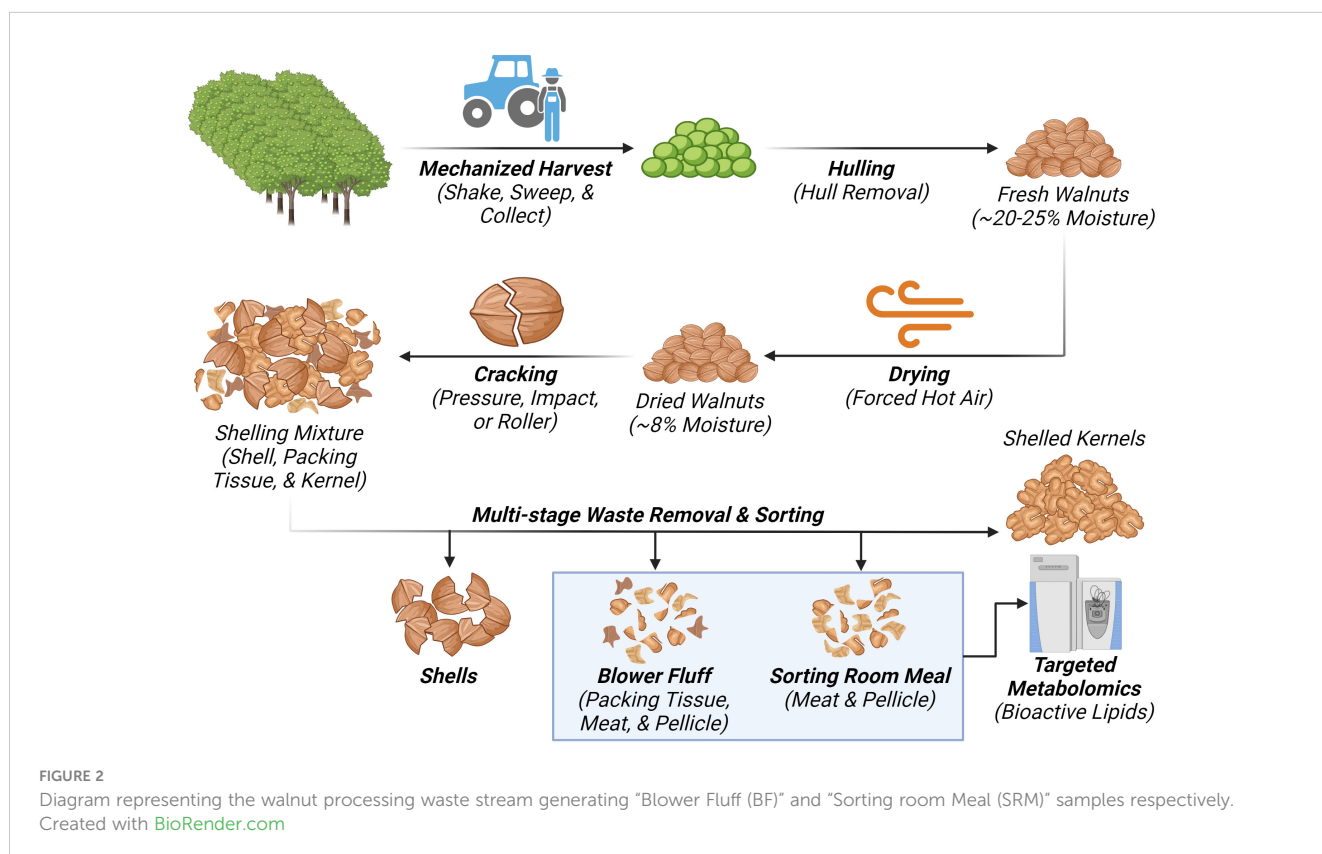 Mechanized Harvest
(Shake, Sweep, &
Collect)
Hulling
(Hull Removal)
Fresh Walnuts
(~20-25% Moisture)
Shelling Mixture
(Shell, Packing
Tissue, & Kernel)
Cracking
(Pressure, Impact,
or Roller)
Dried Walnuts
(~8% Moisture)
Drying
(Forced Hot Air)
Shelled Kernels
Multi-stage Waste Removal & Sorting
Shells
Blower Fluff
(Packing Tissue,
Meat, & Pellicle)
Sorting Room Meal
(Meat & Pellicle)
Targeted
Metabolomics
(Bioactive Lipids)
FIGURE 2
Diagram representing the walnut processing waste stream generating “Blower Fluff (BF)” and “Sorting room Meal (SRM)” samples respectively.
Created with BioRender.com